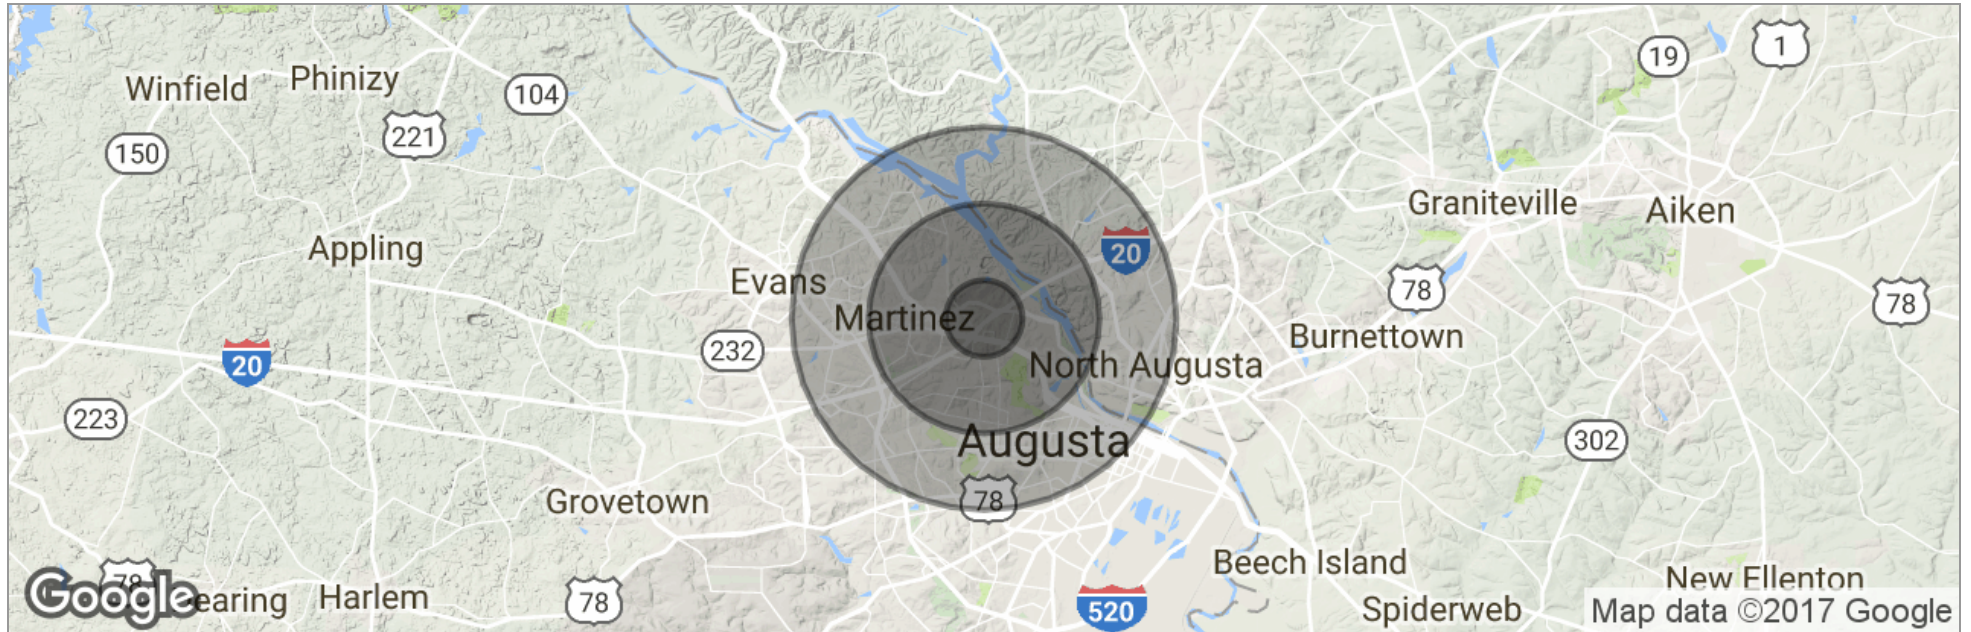 19
1
Winfield
Phinizy
104
221
150
Graniteville
Aiken
Appling
20
Evans
78
78
Martinez
Burnettown
232
20
North Augusta
223
Augusta
302
78
Grovetown
Beech Island
78
New Ellenton
Google
earing
Harlem
78
520
Spiderweb
Map data ©2017 Google